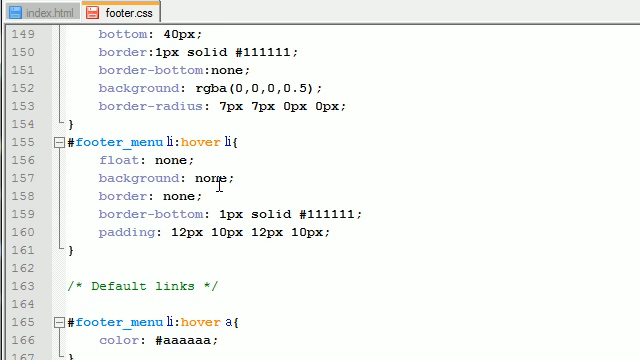 index.html footer.css
149 bottom: 40px;
150 border:1px solid #111111;
151 border-bottom:none;
152 background: rgba(0,0,0,0.5);
153 border-radius: 7px 7px 0px 0px;
154 }
155 #footer_menu li:hover li{
156 float: none;
157 background: none;
158 border: none;
159 border-bottom: 1px solid #111111;
160 padding: 12px 10px 12px 10px;
161 }
162
163 /* Default links */
164
165 #footer_menu li:hover a{
166 color: #aaaaaa;
167 }